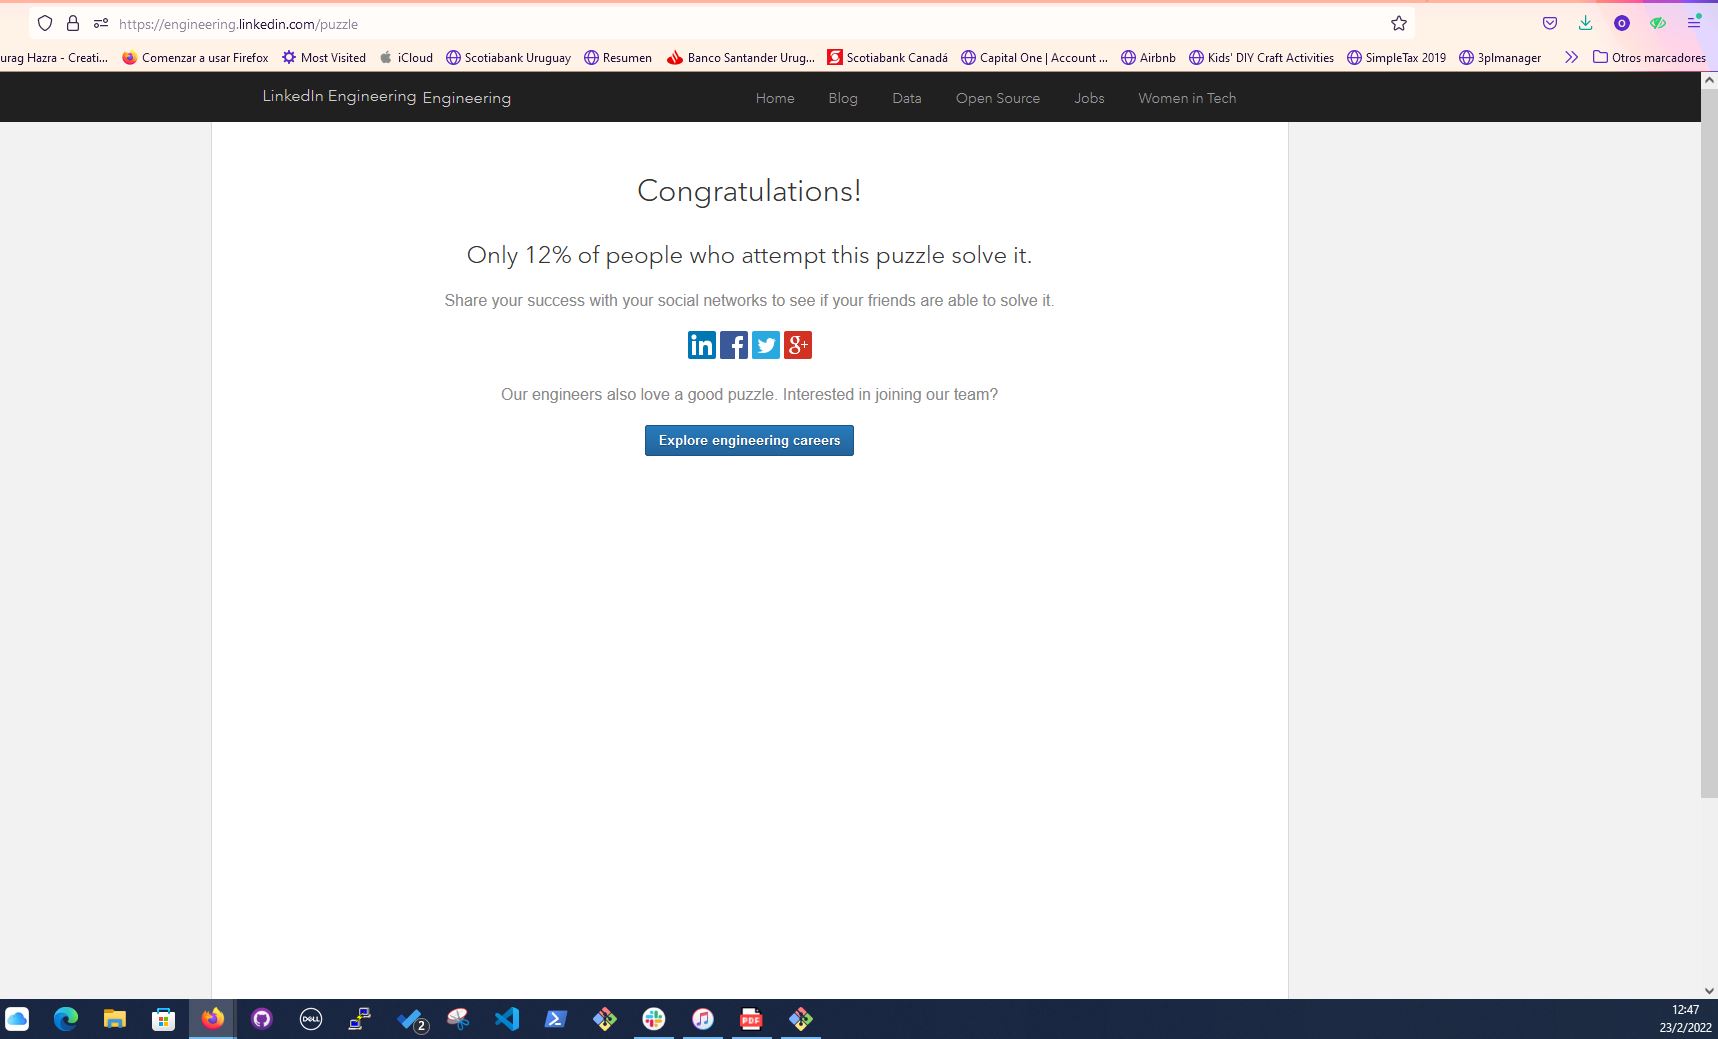 https://engineering.linkedin.com/puzzle
urag Hazra - Creati... Comenzar a usar Firefox Most Visited iCloud Scotiabank Uruguay Resumen Banco Santander Urug... Scotiabank Canadá Capital One | Account ... Airbnb Kids' DIY Craft Activities SimpleTax 2019 3plmanager Otros marcadores
LinkedIn Engineering Engineering Home Blog Data Open Source Jobs Women in Tech
Congratulations!
Only 12% of people who attempt this puzzle solve it.
Share your success with your social networks to see if your friends are able to solve it.
in f g+
Our engineers also love a good puzzle. Interested in joining our team?
Explore engineering careers
DELL 2 PDF
12:47
23/2/2022